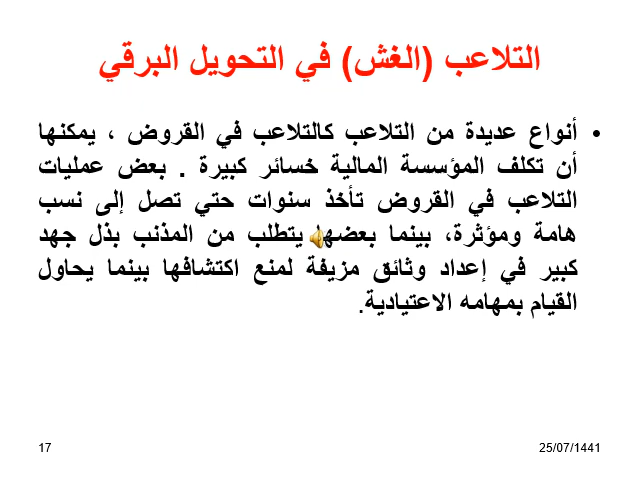 التلاعب (الغش) في التحويل البرقي
• أنواع عديدة من التلاعب كالتلاعب في القروض ، يمكنها
أن تكلف المؤسسة المالية خسائر كبيرة . بعض عمليات
التلاعب في القروض تأخذ سنوات حتي تصل إلى نسب
هامة ومؤثرة، بينما بعضها يتطلب من المذنب بذل جهد
كبير في إعداد وثائق مزيفة لمنع اكتشافها بينما يحاول
القيام بمهامه الاعتيادية.
17
25/07/1441